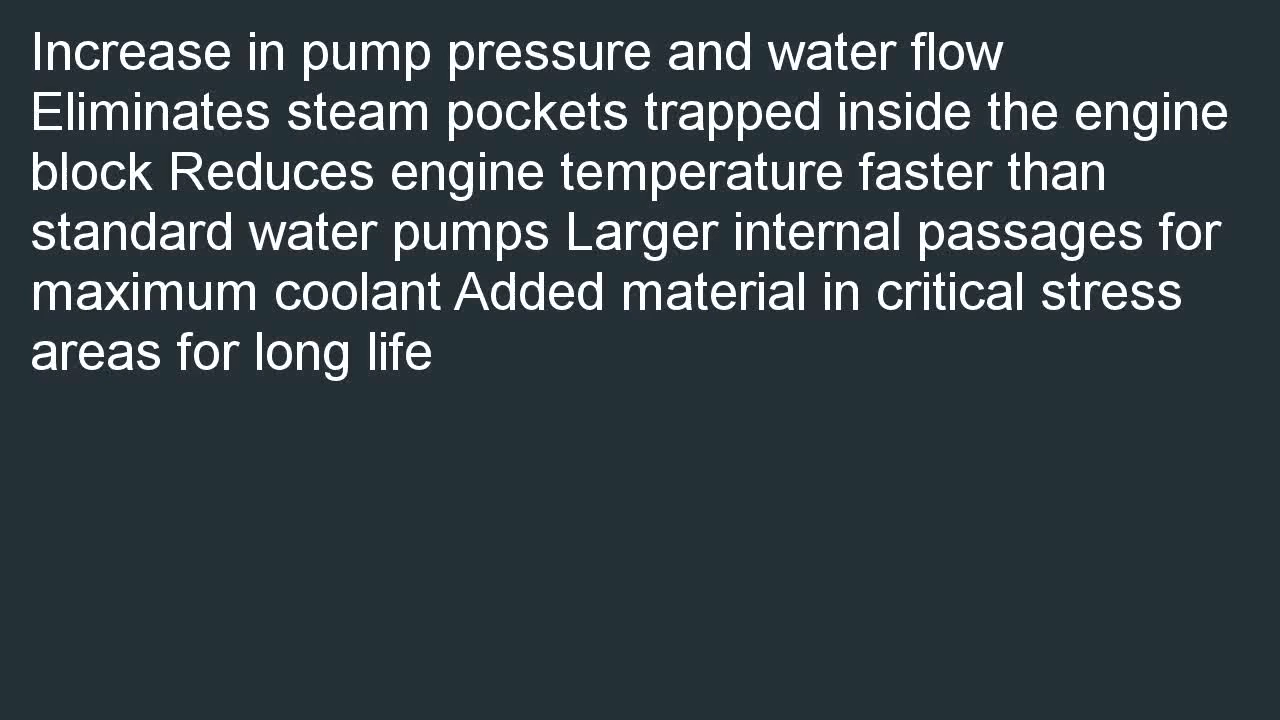 Increase in pump pressure and water flow
Eliminates steam pockets trapped inside the engine
block Reduces engine temperature faster than
standard water pumps Larger internal passages for
maximum coolant Added material in critical stress
areas for long life